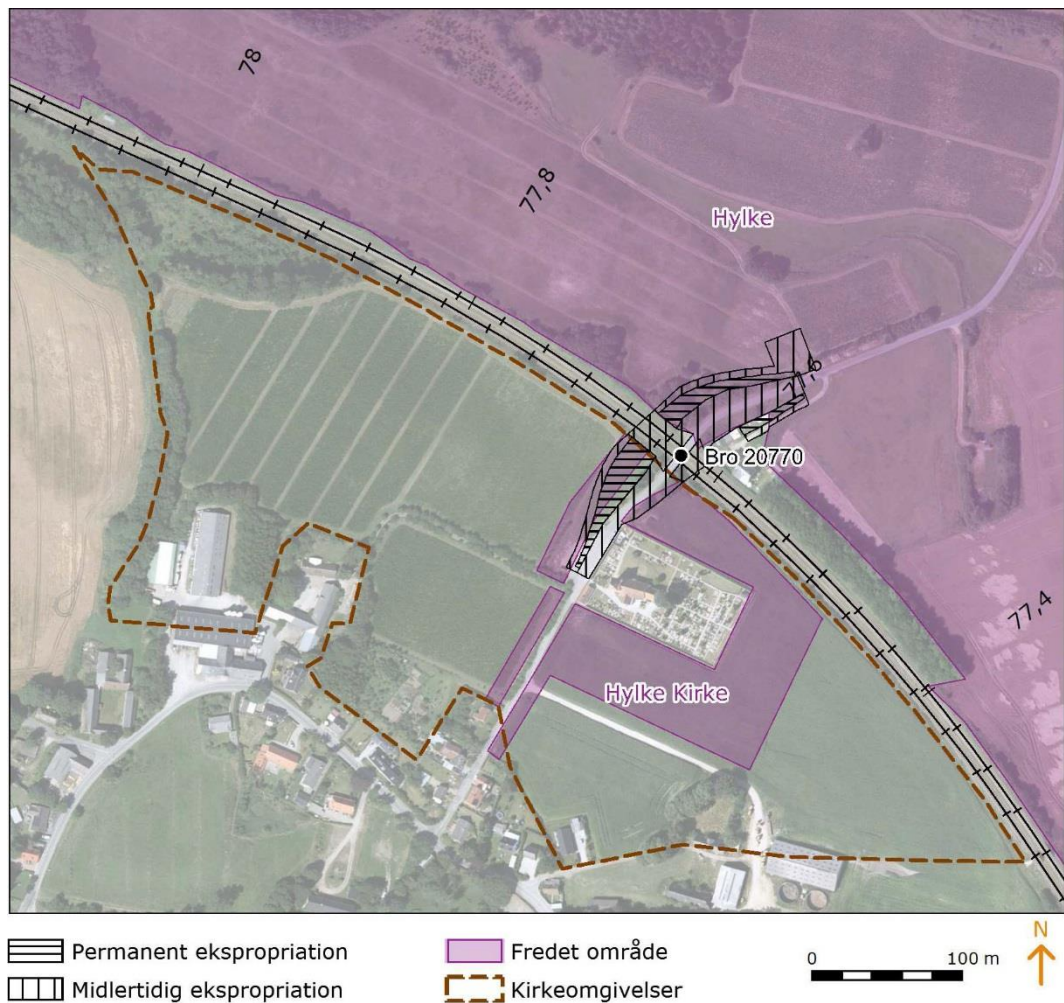 78
77,8
Hylke
Bro 20770
77,4
Hylke Kirke
Permanent ekspropriation
Fredet område
0 100 m
N
Midlertidig ekspropriation
Kirkeomgivelser